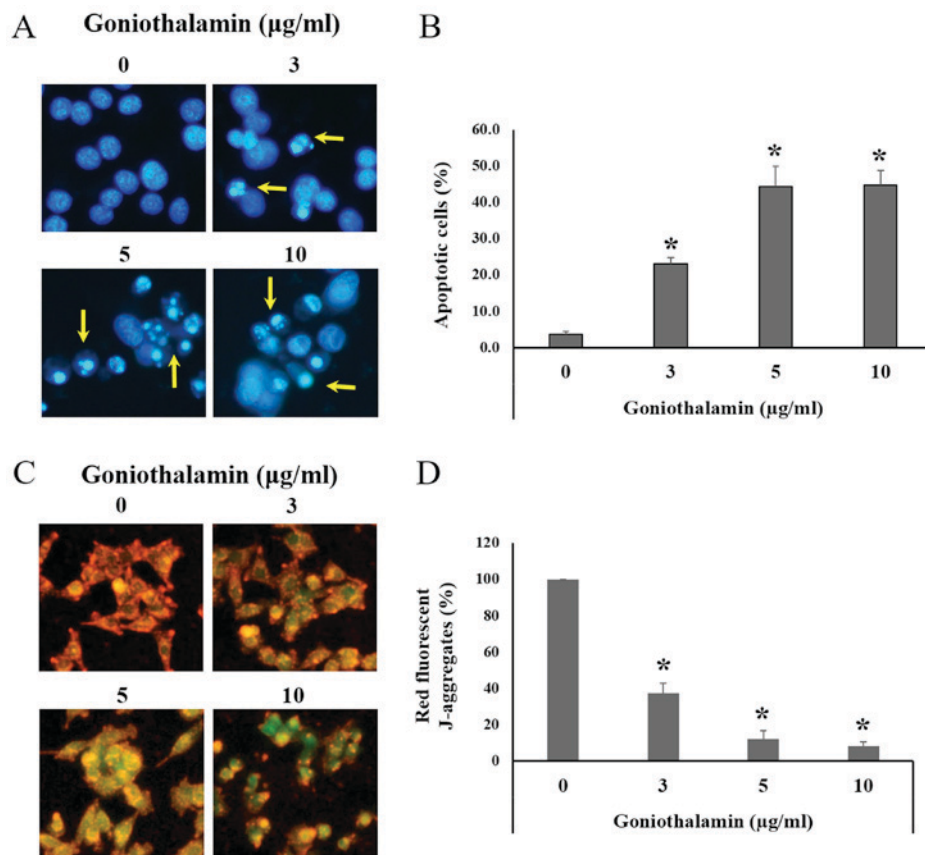 A
Goniothalamin (µg/ml)
0 3
5 10
B
Apoptotic cells (%)
60.0
50.0
40.0
30.0
20.0
10.0
0.0
* * *
0 3 5 10
Goniothalamin (µg/ml)
C
Goniothalamin (µg/ml)
0 3
5 10
D
Red fluorescent
J-aggregates (%)
120
100
80
60
40
20
0
* * *
0 3 5 10
Goniothalamin (µg/ml)